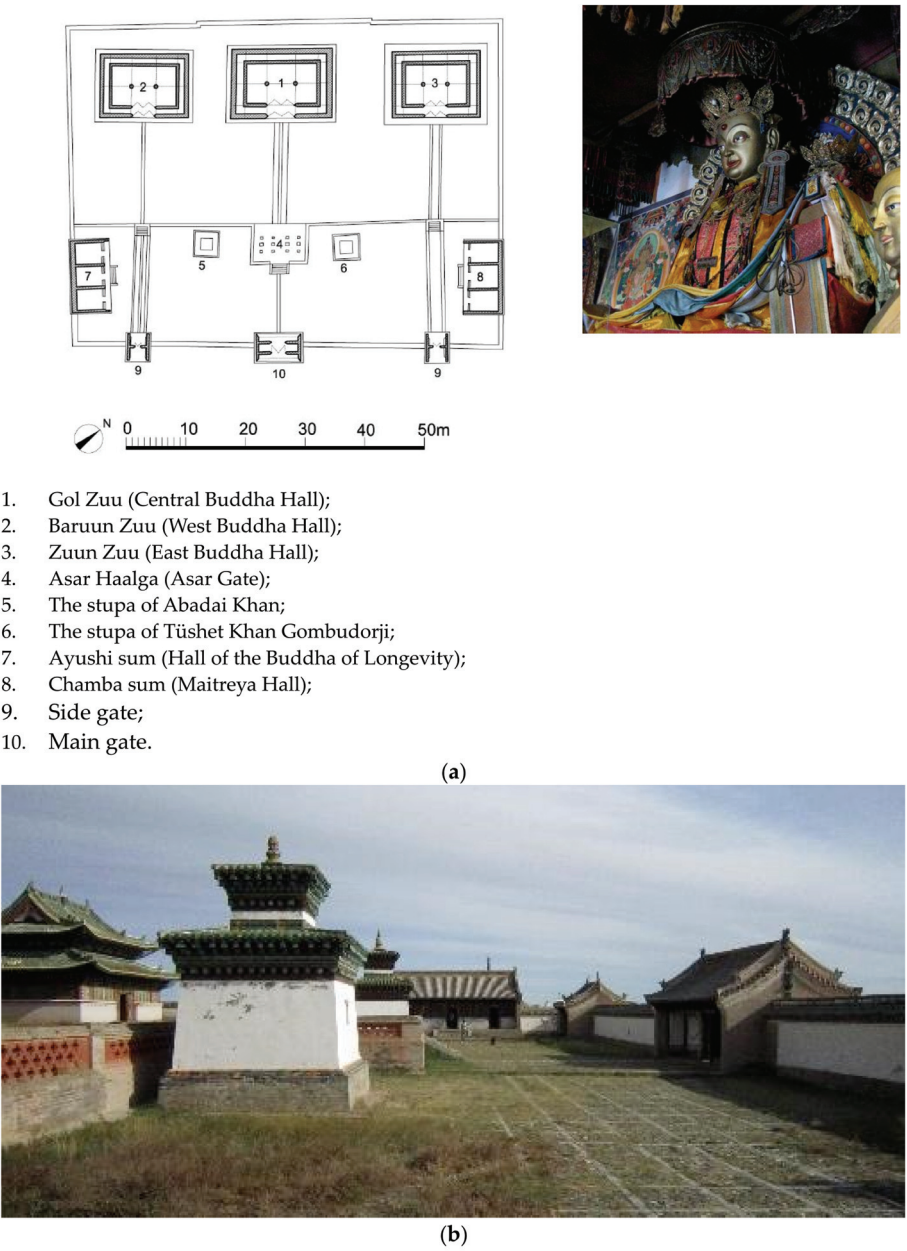 2
1
3
4
5
6
7
8
9
10
9
N
0 10 20 30 40 50m
1. Gol Zuu (Central Buddha Hall);
2. Baruun Zuu (West Buddha Hall);
3. Zuun Zuu (East Buddha Hall);
4. Asar Haalga (Asar Gate);
5. The stupa of Abadai Khan;
6. The stupa of Tüshet Khan Gombudorji;
7. Ayushi sum (Hall of the Buddha of Longevity);
8. Chamba sum (Maitreya Hall);
9. Side gate;
10. Main gate.
(a)
(b)